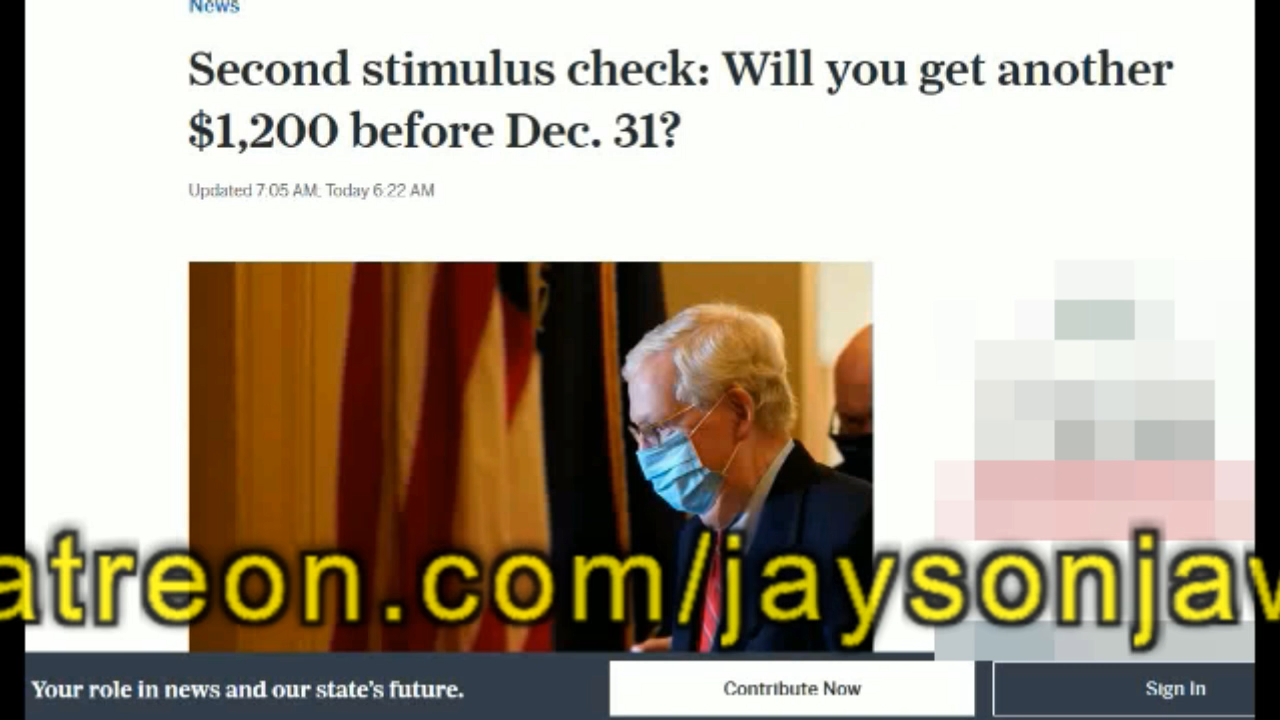 News
Second stimulus check: Will you get another
$1,200 before Dec. 31?
Updated 7:05 AM; Today 6:22 AM
atreon.com/jaysonjaw
Your role in news and our state's future.
Contribute Now
Sign In